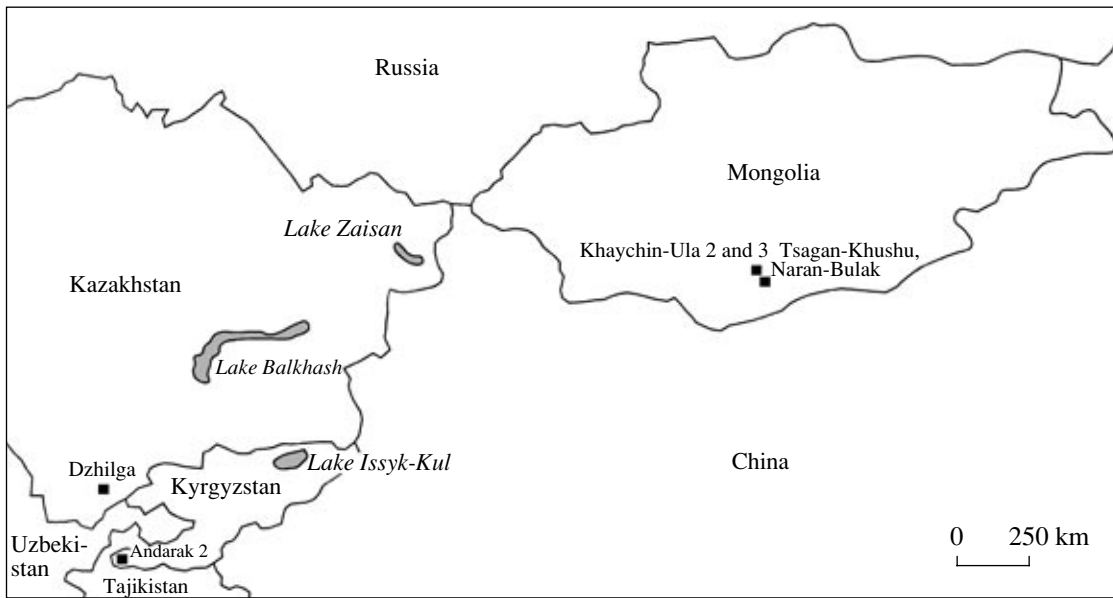 Russia
Mongolia
Lake Zaisan
Khaychin-Ula 2 and 3 Tsagan-Khushu,
Naran-Bulak
Kazakhstan
Lake Balkhash
Lake Issyk-Kul
China
Dzhilga
Kyrgyzstan
Uzbeki-
stan
Andarak 2
Tajikistan
0 250 km